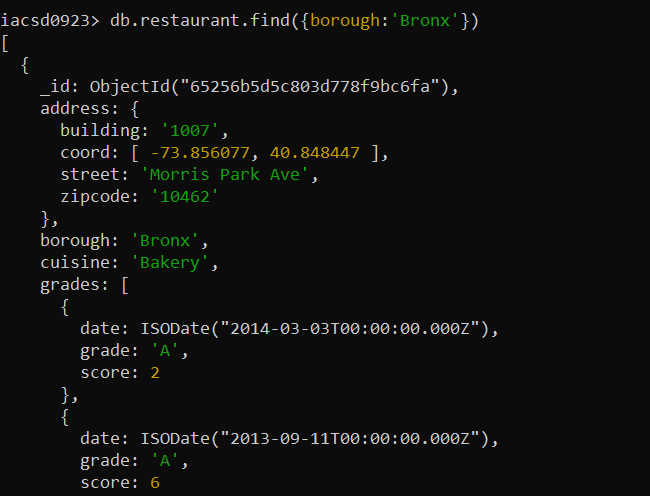 iacsd0923> db.restaurant.find({borough:'Bronx'})
[
  {
    _id: ObjectId("65256b5d5c803d778f9bc6fa"),
    address: {
      building: '1007',
      coord: [ -73.856077, 40.848447 ],
      street: 'Morris Park Ave',
      zipcode: '10462'
    },
    borough: 'Bronx',
    cuisine: 'Bakery',
    grades: [
      {
        date: ISODate("2014-03-03T00:00:00.000Z"),
        grade: 'A',
        score: 2
      },
      {
        date: ISODate("2013-09-11T00:00:00.000Z"),
        grade: 'A',
        score: 6